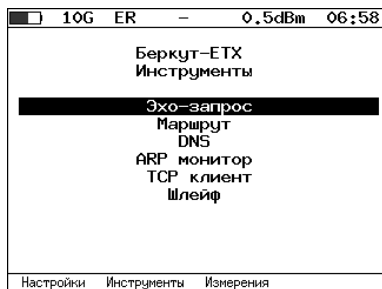 10G ER – 0.5dBm 06:58
Беркут-ETX
Инструменты
Эхо-запрос
Маршрут
DNS
ARP монитор
TCP клиент
Шлейф
Настройки Инструменты Измерения